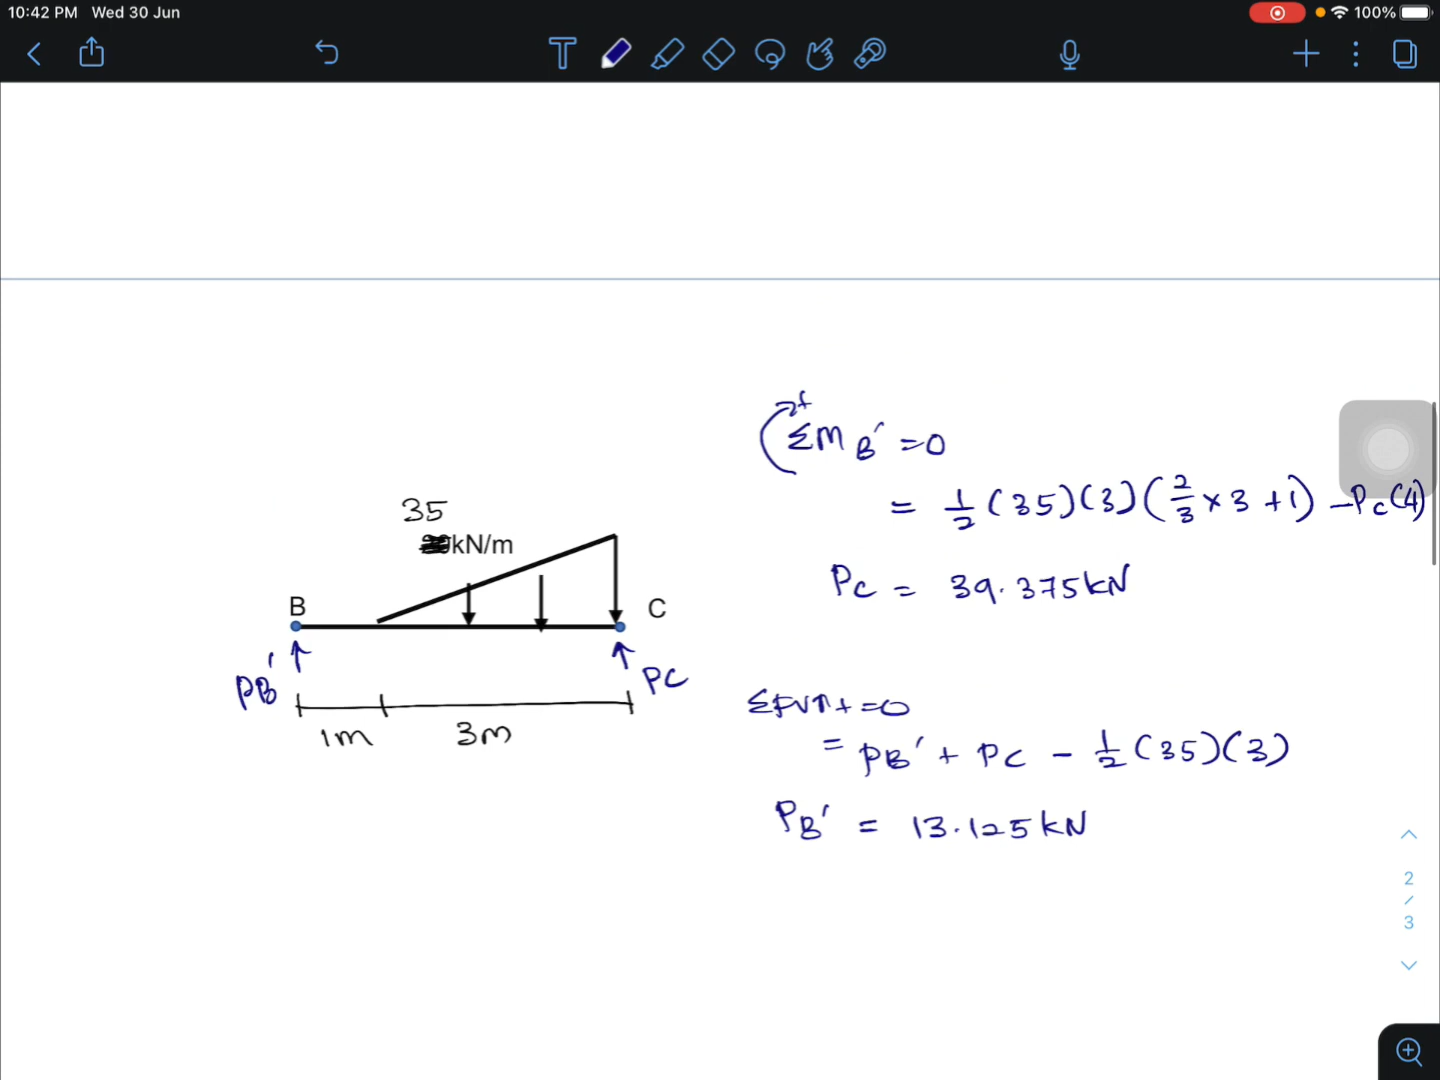 10:42 PM Wed 30 Jun
100%
T
ΣM B' = 0
= 1/2 (35)(3)(2/3 × 3 + 1) - Pc(4)
35
kN/m
Pc = 39.375kN
B
C
PB'
PC
ΣFV↑+ = 0
1m
3m
= PB' + PC - 1/2 (35)(3)
PB' = 13.125kN
2
/
3